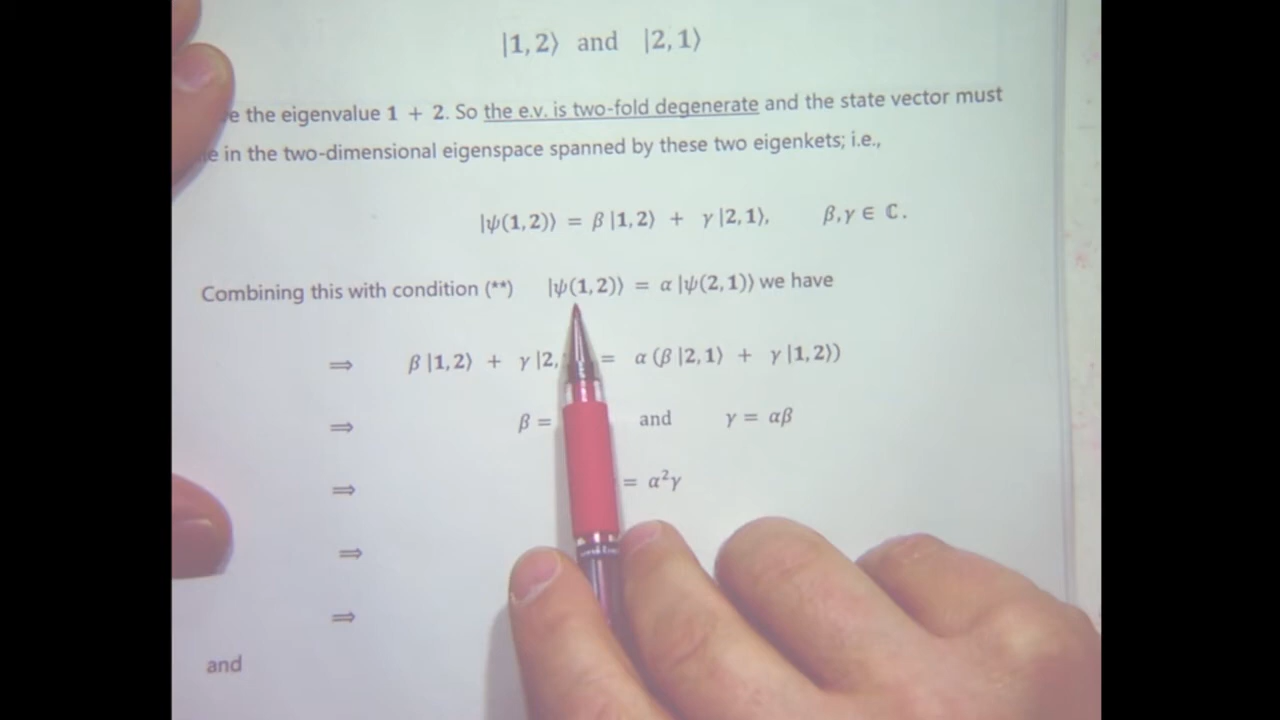 |1, 2⟩ and |2, 1⟩
the eigenvalue 1 + 2. So the e.v. is two-fold degenerate and the state vector must
in the two-dimensional eigenspace spanned by these two eigenkets; i.e.,
|ψ(1, 2)⟩ = β |1, 2⟩ + γ |2, 1⟩, β, γ ∈ ℂ.
Combining this with condition (**) |ψ(1, 2)⟩ = α |ψ(2, 1)⟩ we have
⟹ β |1, 2⟩ + γ |2, = α (β |2, 1⟩ + γ |1, 2⟩)
⟹ β = and γ = αβ
⟹ = α²γ
⟹
⟹
and